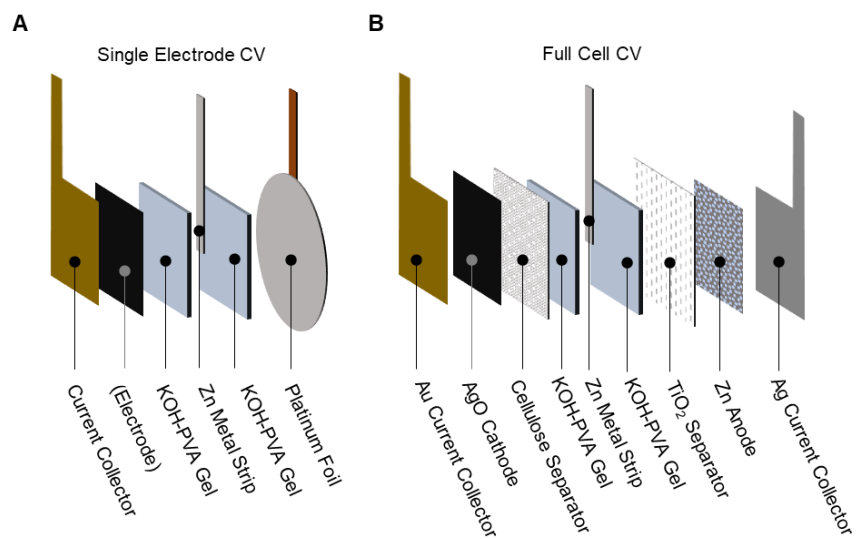 A
B
Single Electrode CV
Full Cell CV
Current Collector
(Electrode)
KOH-PVA Gel
Zn Metal Strip
KOH-PVA Gel
Platinum Foil
Au Current Collector
AgO Cathode
Cellulose Separator
KOH-PVA Gel
Zn Metal Strip
KOH-PVA Gel
TiO₂ Separator
Zn Anode
Ag Current Collector